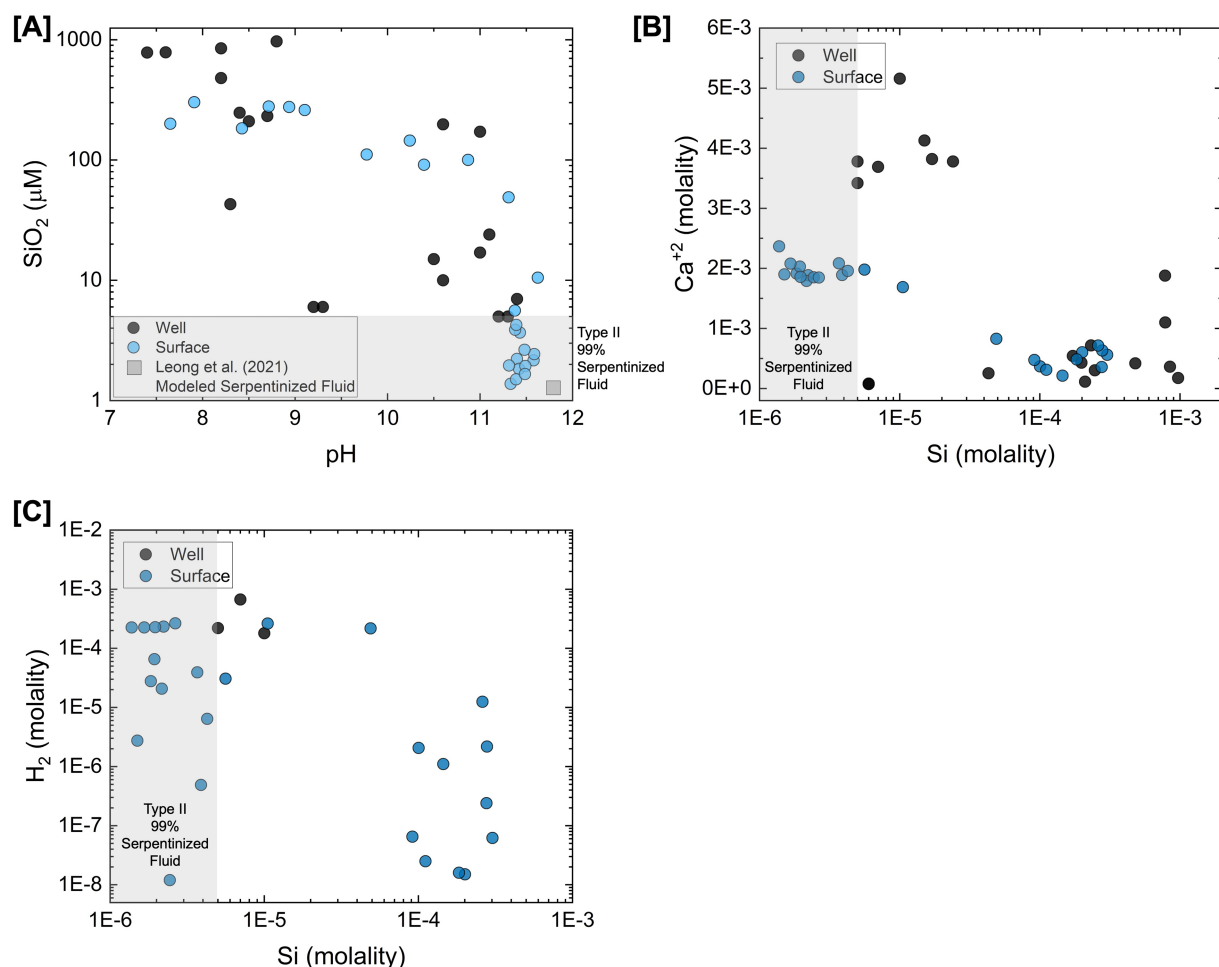 [A]
1000
100
10
1
SiO2 (μM)
Well
Surface
Leong et al. (2021)
Modeled Serpentinized Fluid
Type II
99%
Serpentinized
Fluid
7
8
9
10
11
12
pH
[B]
6E-3
5E-3
4E-3
3E-3
2E-3
1E-3
0E+0
Ca+2 (molality)
Well
Surface
Type II
99%
Serpentinized
Fluid
1E-6
1E-5
1E-4
1E-3
Si (molality)
[C]
1E-2
1E-3
1E-4
1E-5
1E-6
1E-7
1E-8
H2 (molality)
Well
Surface
Type II
99%
Serpentinized
Fluid
1E-6
1E-5
1E-4
1E-3
Si (molality)